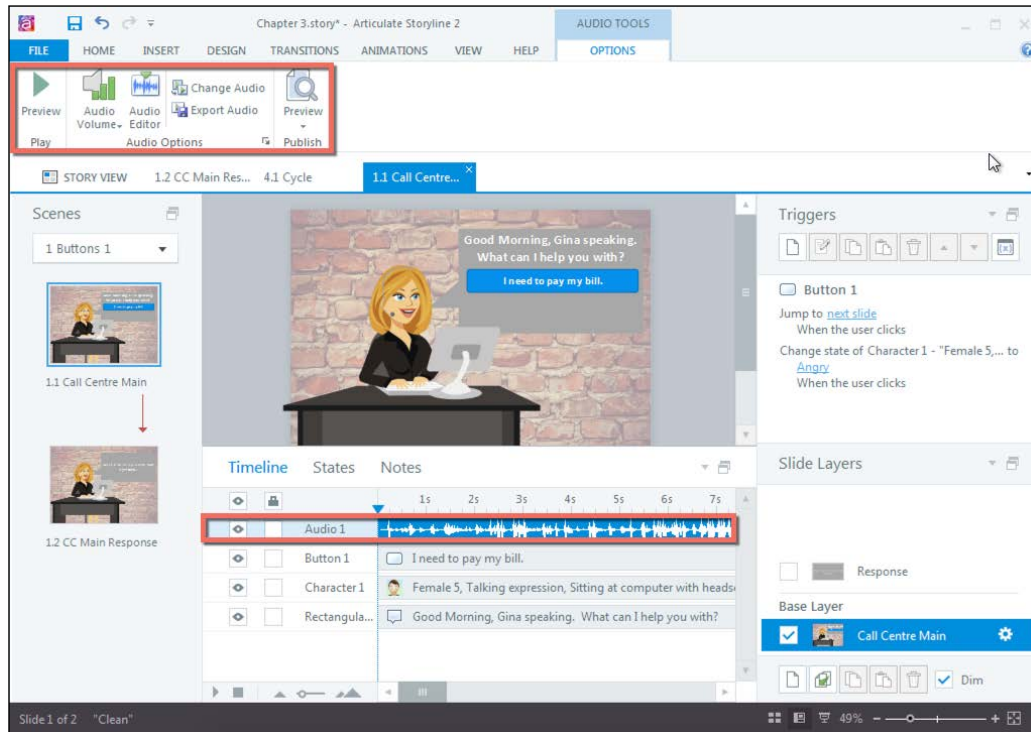 Chapter 3.story* - Articulate Storyline 2
AUDIO TOOLS
FILE HOME INSERT DESIGN TRANSITIONS ANIMATIONS VIEW HELP OPTIONS
Preview
Play
Audio Volume
Audio Editor
Change Audio
Export Audio
Audio Options
Preview
Publish
STORY VIEW 1.2 CC Main Res... 4.1 Cycle 1.1 Call Centre...
Scenes
1 Buttons 1
1.1 Call Centre Main
1.2 CC Main Response
Good Morning, Gina speaking.
What can I help you with?
I need to pay my bill.
Timeline States Notes
1s 2s 3s 4s 5s 6s 7s
Audio 1
Button 1 I need to pay my bill.
Character 1 Female 5, Talking expression, Sitting at computer with heads
Rectangula... Good Morning, Gina speaking. What can I help you with?
Triggers
Button 1
Jump to next slide
When the user clicks
Change state of Character 1 - "Female 5,... to
Angry
When the user clicks
Slide Layers
Response
Base Layer
Call Centre Main
Dim
Slide 1 of 2 "Clean" 49%